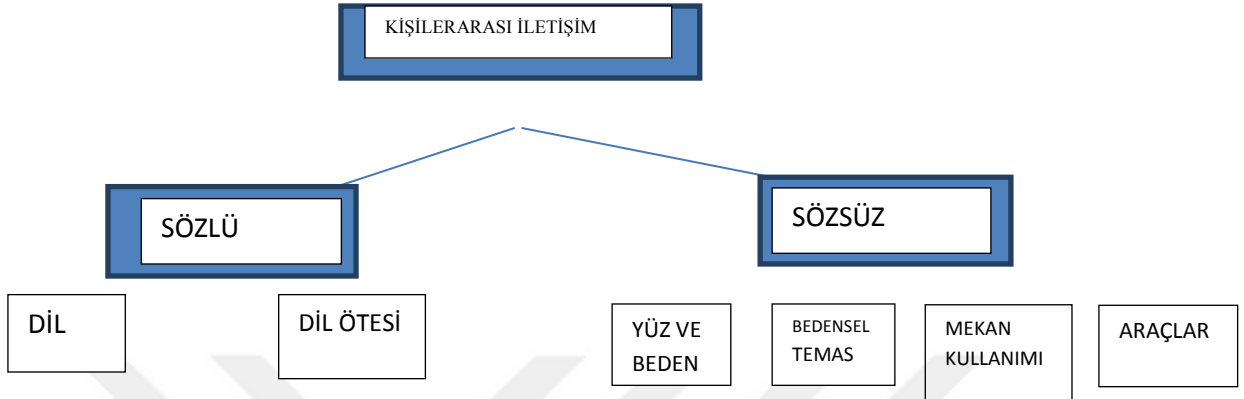 KİŞİLERARASI İLETİŞİM
SÖZLÜ
SÖZSÜZ
DİL
DİL ÖTESİ
YÜZ VE
BEDEN
BEDENSEL
TEMAS
MEKAN
KULLANIMI
ARAÇLAR